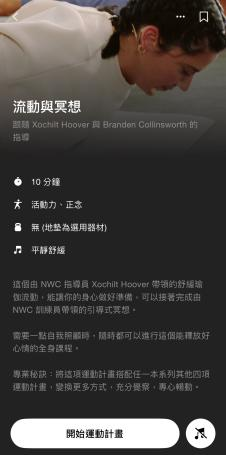 流動與冥想
跟隨 Xochilt Hoover 與 Branden Collinsworth 的
指導
10 分鐘
活動力、正念
無 (地墊為選用器材)
平靜舒緩
這個由 NWC 指導員 Xochilt Hoover 帶領的舒緩瑜
伽流動，能讓你的身心做好準備，可以接著完成由
NWC 訓練員帶領的引導式冥想。
需要一點自我照顧時，隨時都可以進行這個能釋放好
心情的全身課程。
專業秘訣：將這項運動計畫搭配任一本系列其他四項
運動計畫，變換更多方式，充分覺察，專心暢動。
開始運動計畫